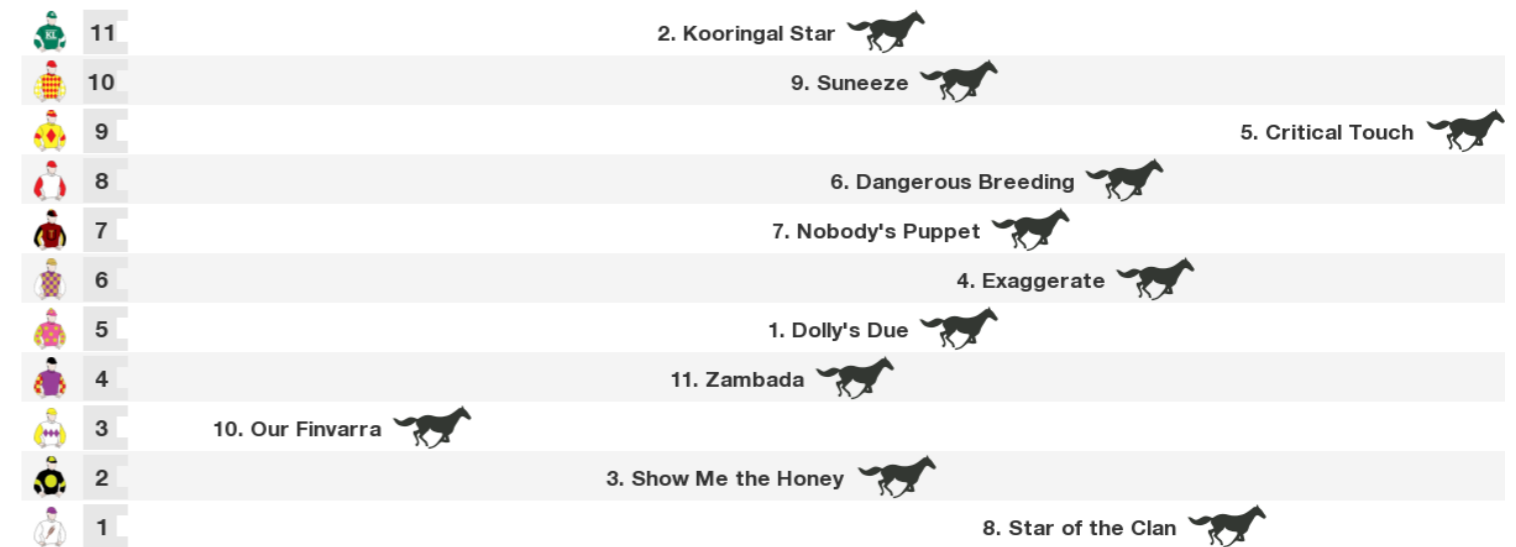 11 2. Kooringal Star
10 9. Suneeze
9 5. Critical Touch
8 6. Dangerous Breeding
7 7. Nobody's Puppet
6 4. Exaggerate
5 1. Dolly's Due
4 11. Zambada
3 10. Our Finvarra
2 3. Show Me the Honey
1 8. Star of the Clan